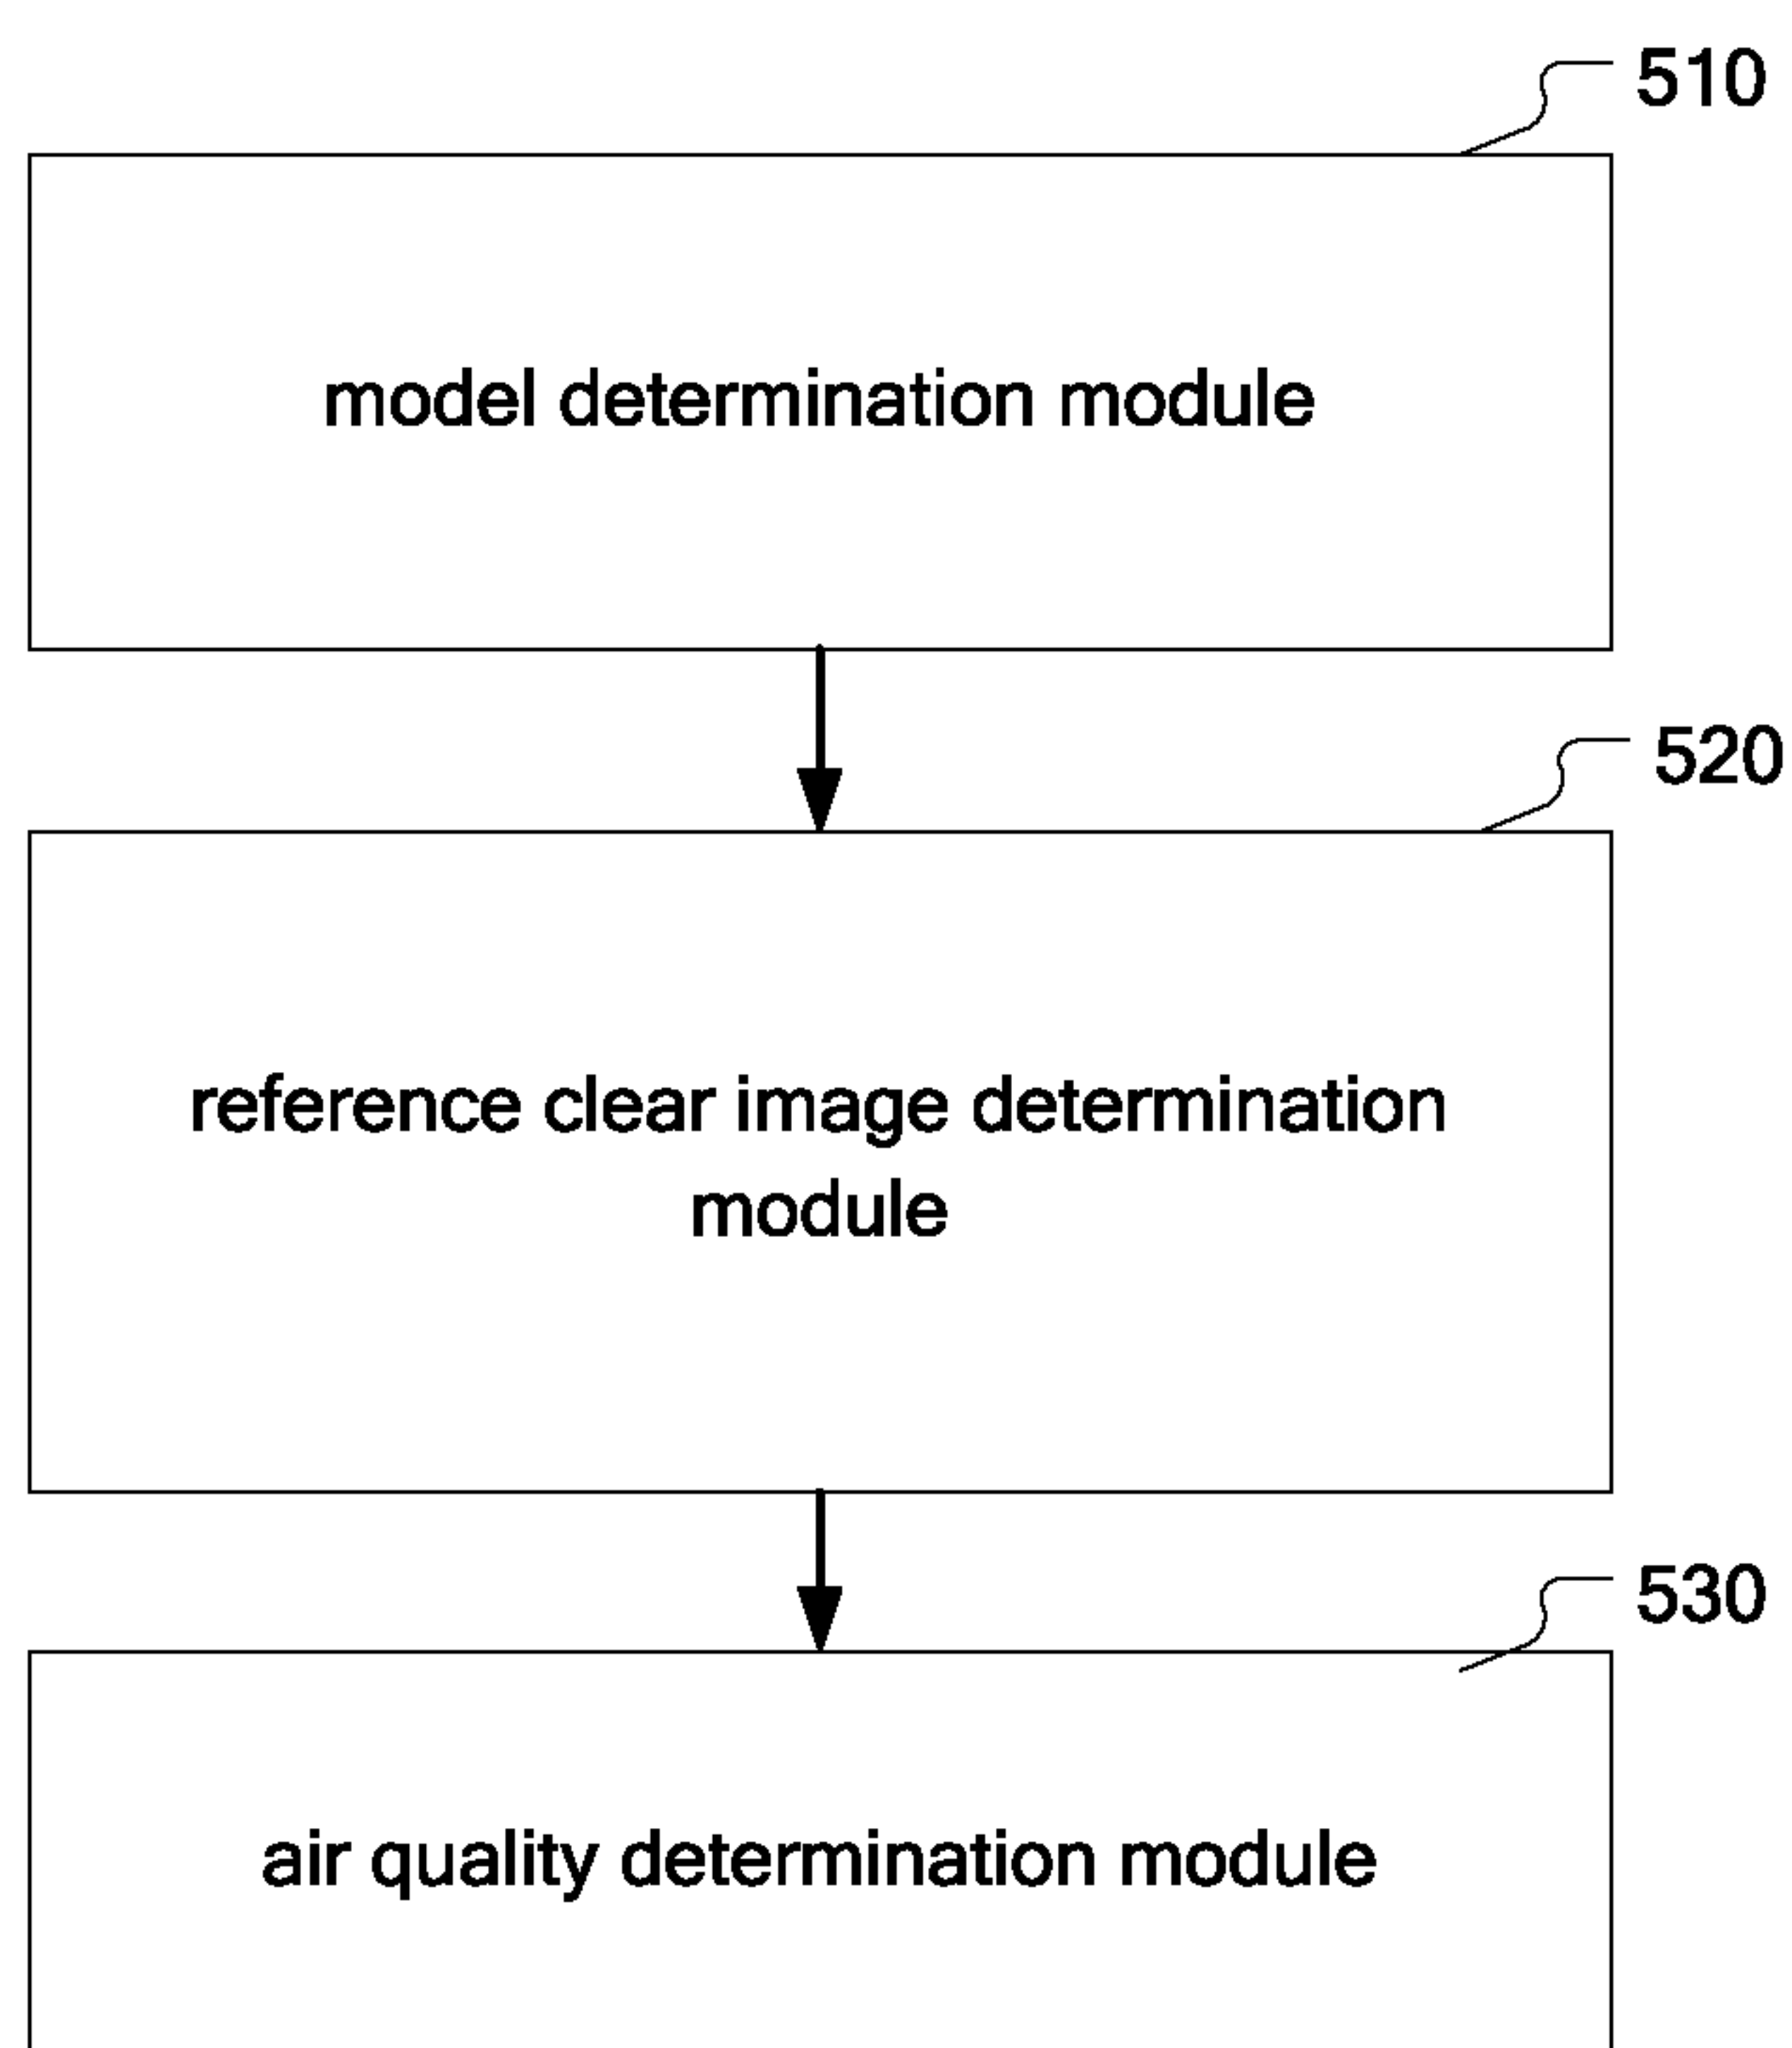 510
model determination module
520
reference clear image determination
module
530
air quality determination module